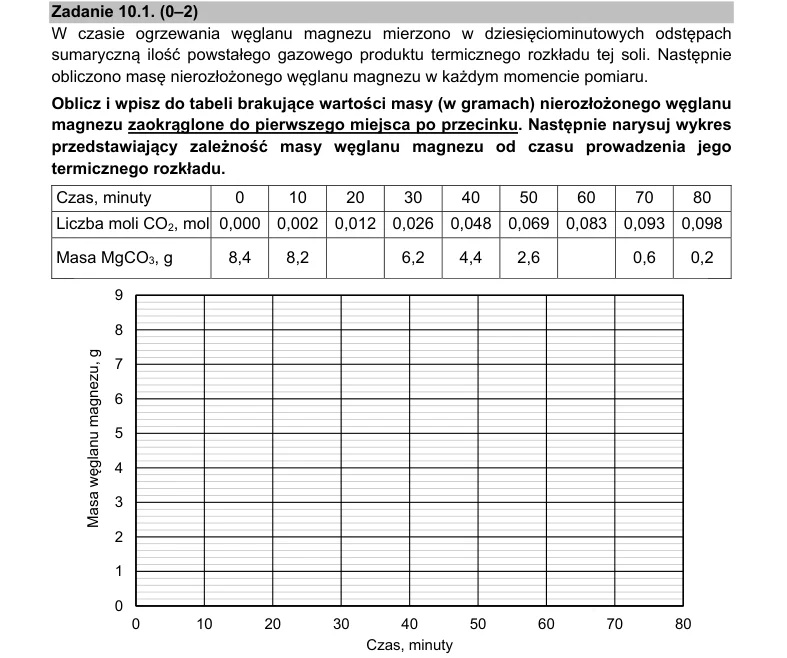 Zadanie 10.1. (0–2)
W czasie ogrzewania węglanu magnezu mierzono w dziesięciominutowych odstępach
sumaryczną ilość powstałego gazowego produktu termicznego rozkładu tej soli. Następnie
obliczono masę nierozłożonego węglanu magnezu w każdym momencie pomiaru.
Oblicz i wpisz do tabeli brakujące wartości masy (w gramach) nierozłożonego węglanu
magnezu zaokrąglone do pierwszego miejsca po przecinku. Następnie narysuj wykres
przedstawiający zależność masy węglanu magnezu od czasu prowadzenia jego
termicznego rozkładu.
Czas, minuty 0 10 20 30 40 50 60 70 80
Liczba moli CO₂, mol 0,000 0,002 0,012 0,026 0,048 0,069 0,083 0,093 0,098
Masa MgCO₃, g 8,4 8,2 6,2 4,4 2,6 0,6 0,2
Masa węglanu magnezu, g
9
8
7
6
5
4
3
2
1
0
0 10 20 30 40 50 60 70 80
Czas, minuty